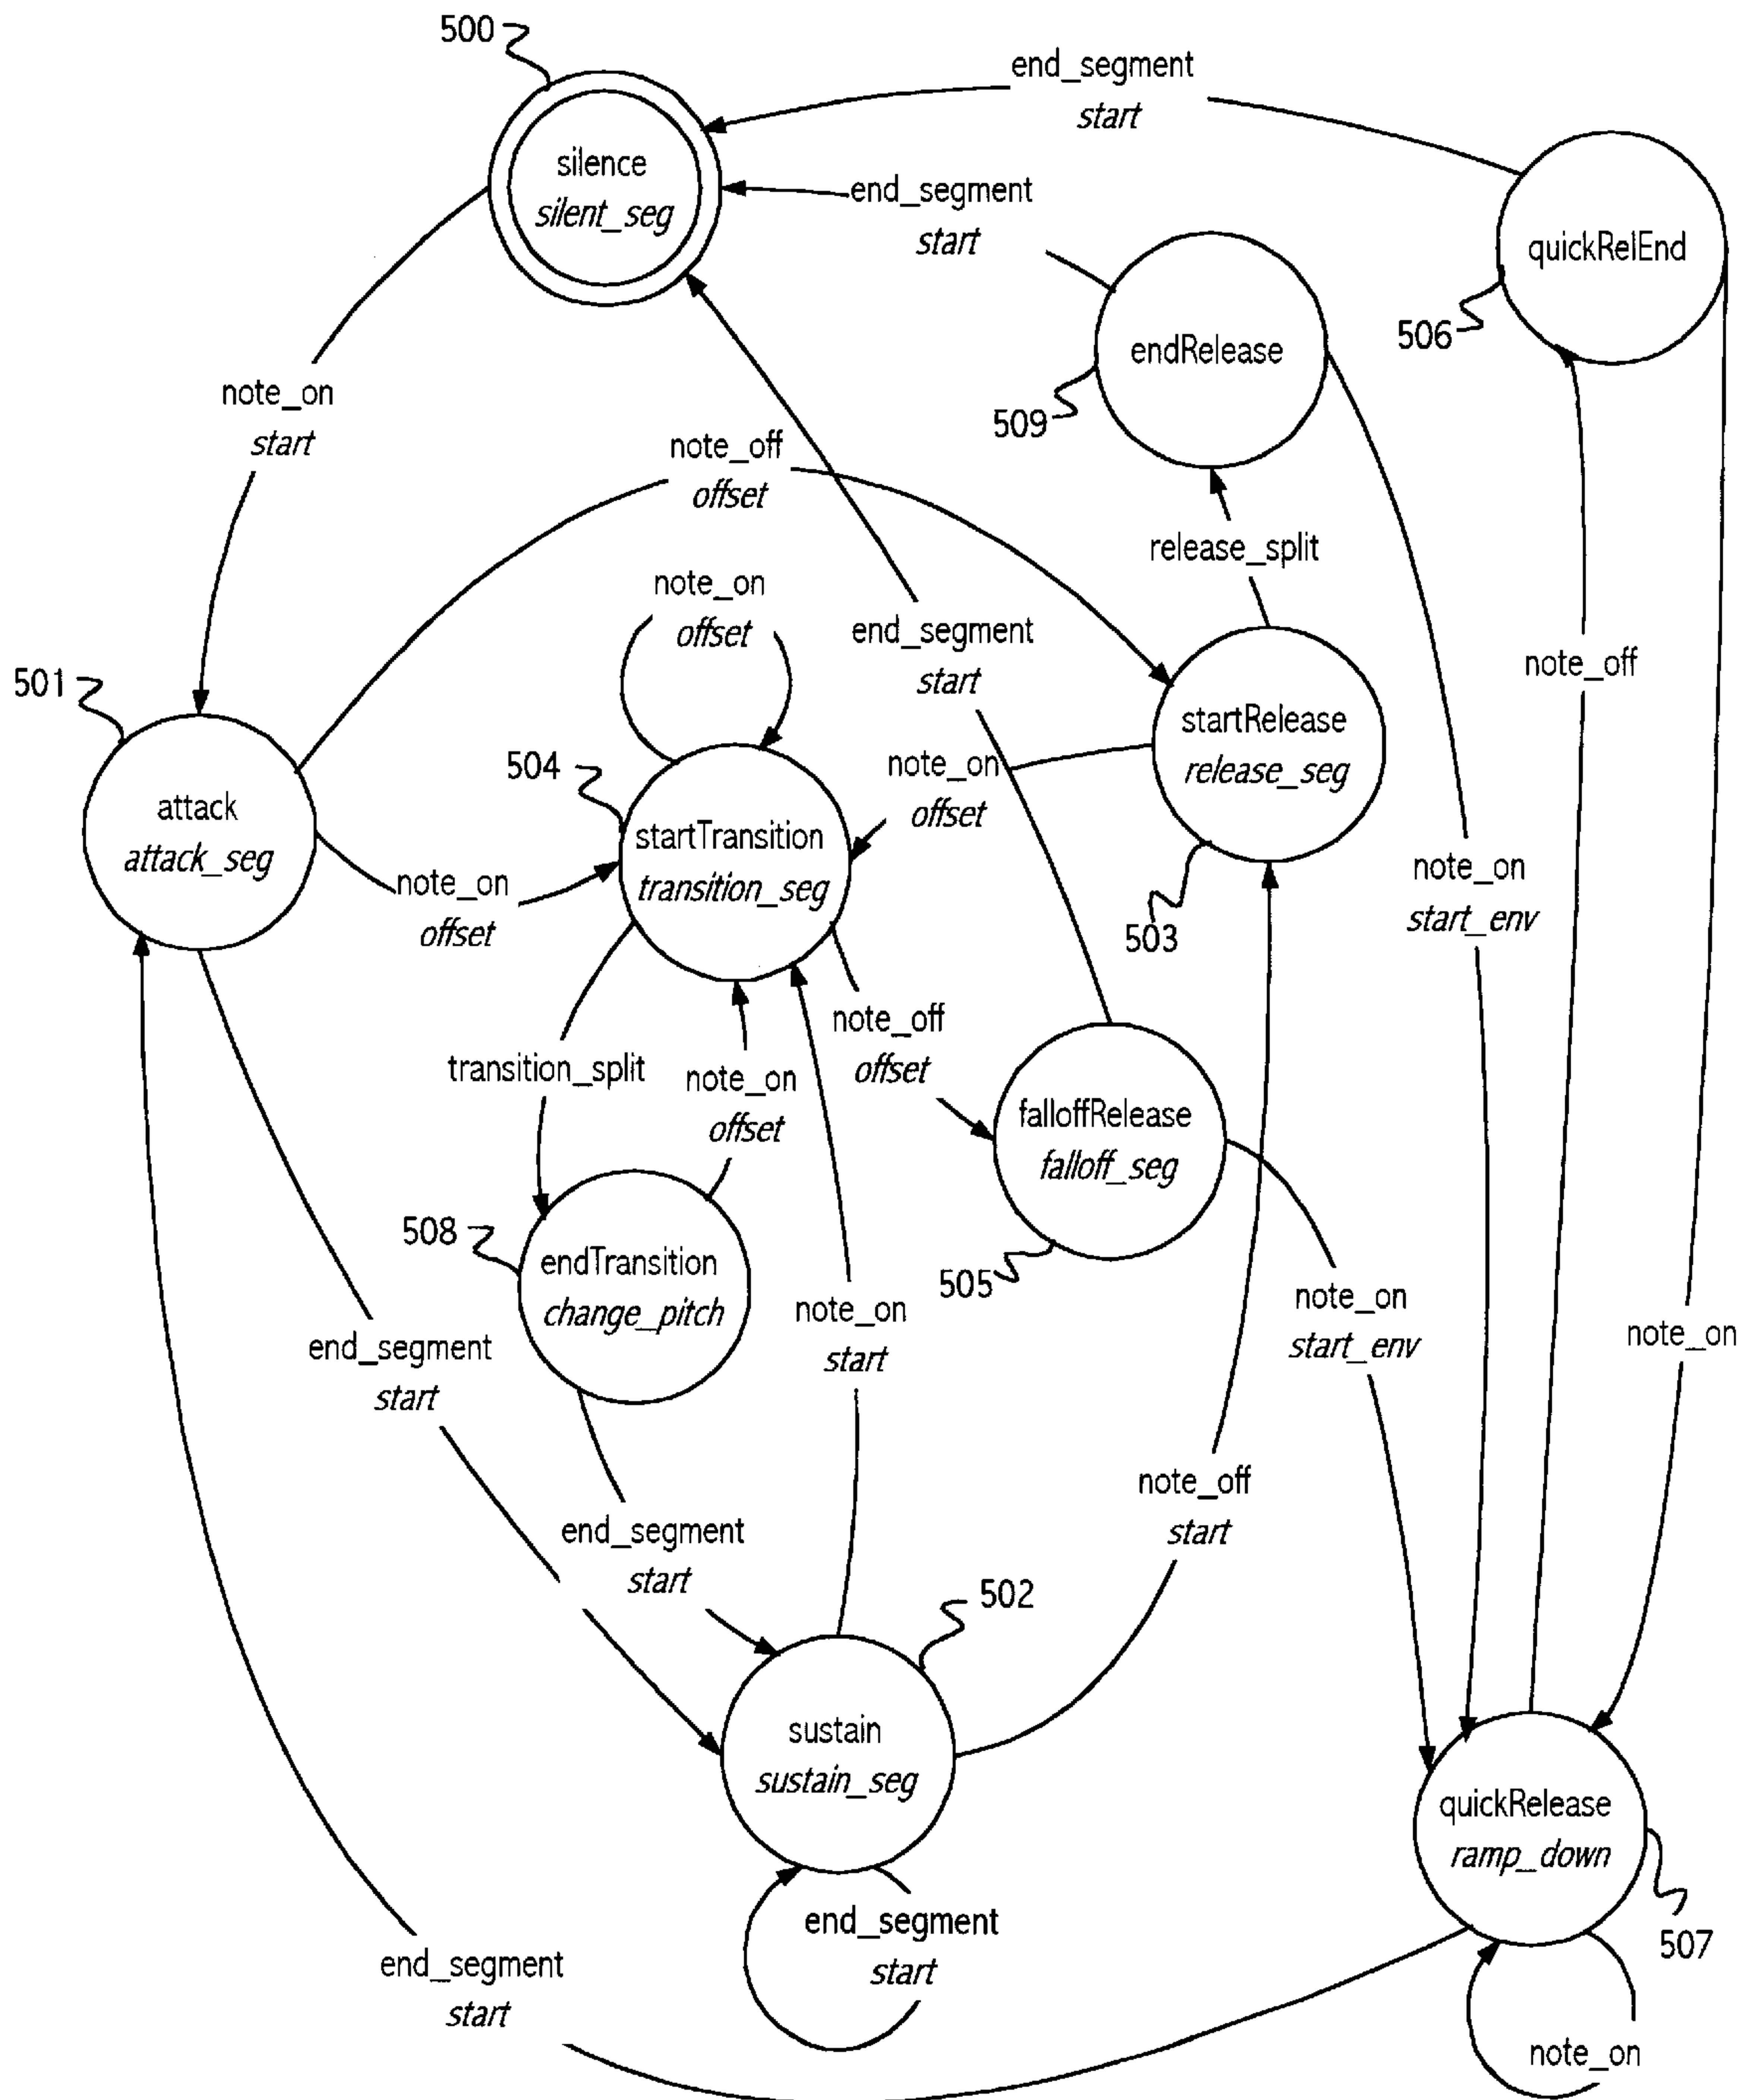 500
end_segment
start
silence
silent_seg
end_segment
start
quickRelEnd
506
endRelease
509
note_on
start
note_off
offset
release_split
note_on
offset
end_segment
start
note_off
501
startRelease
release_seg
504
note_on
offset
attack
attack_seg
startTransition
transition_seg
note_on
offset
note_on
start_env
503
note_off
offset
transition_split
note_on
offset
falloffRelease
falloff_seg
508
endTransition
change_pitch
505
note_on
start
note_on
start_env
note_on
end_segment
start
note_off
start
end_segment
start
502
sustain
sustain_seg
quickRelease
ramp_down
end_segment
start
507
end_segment
start
note_on